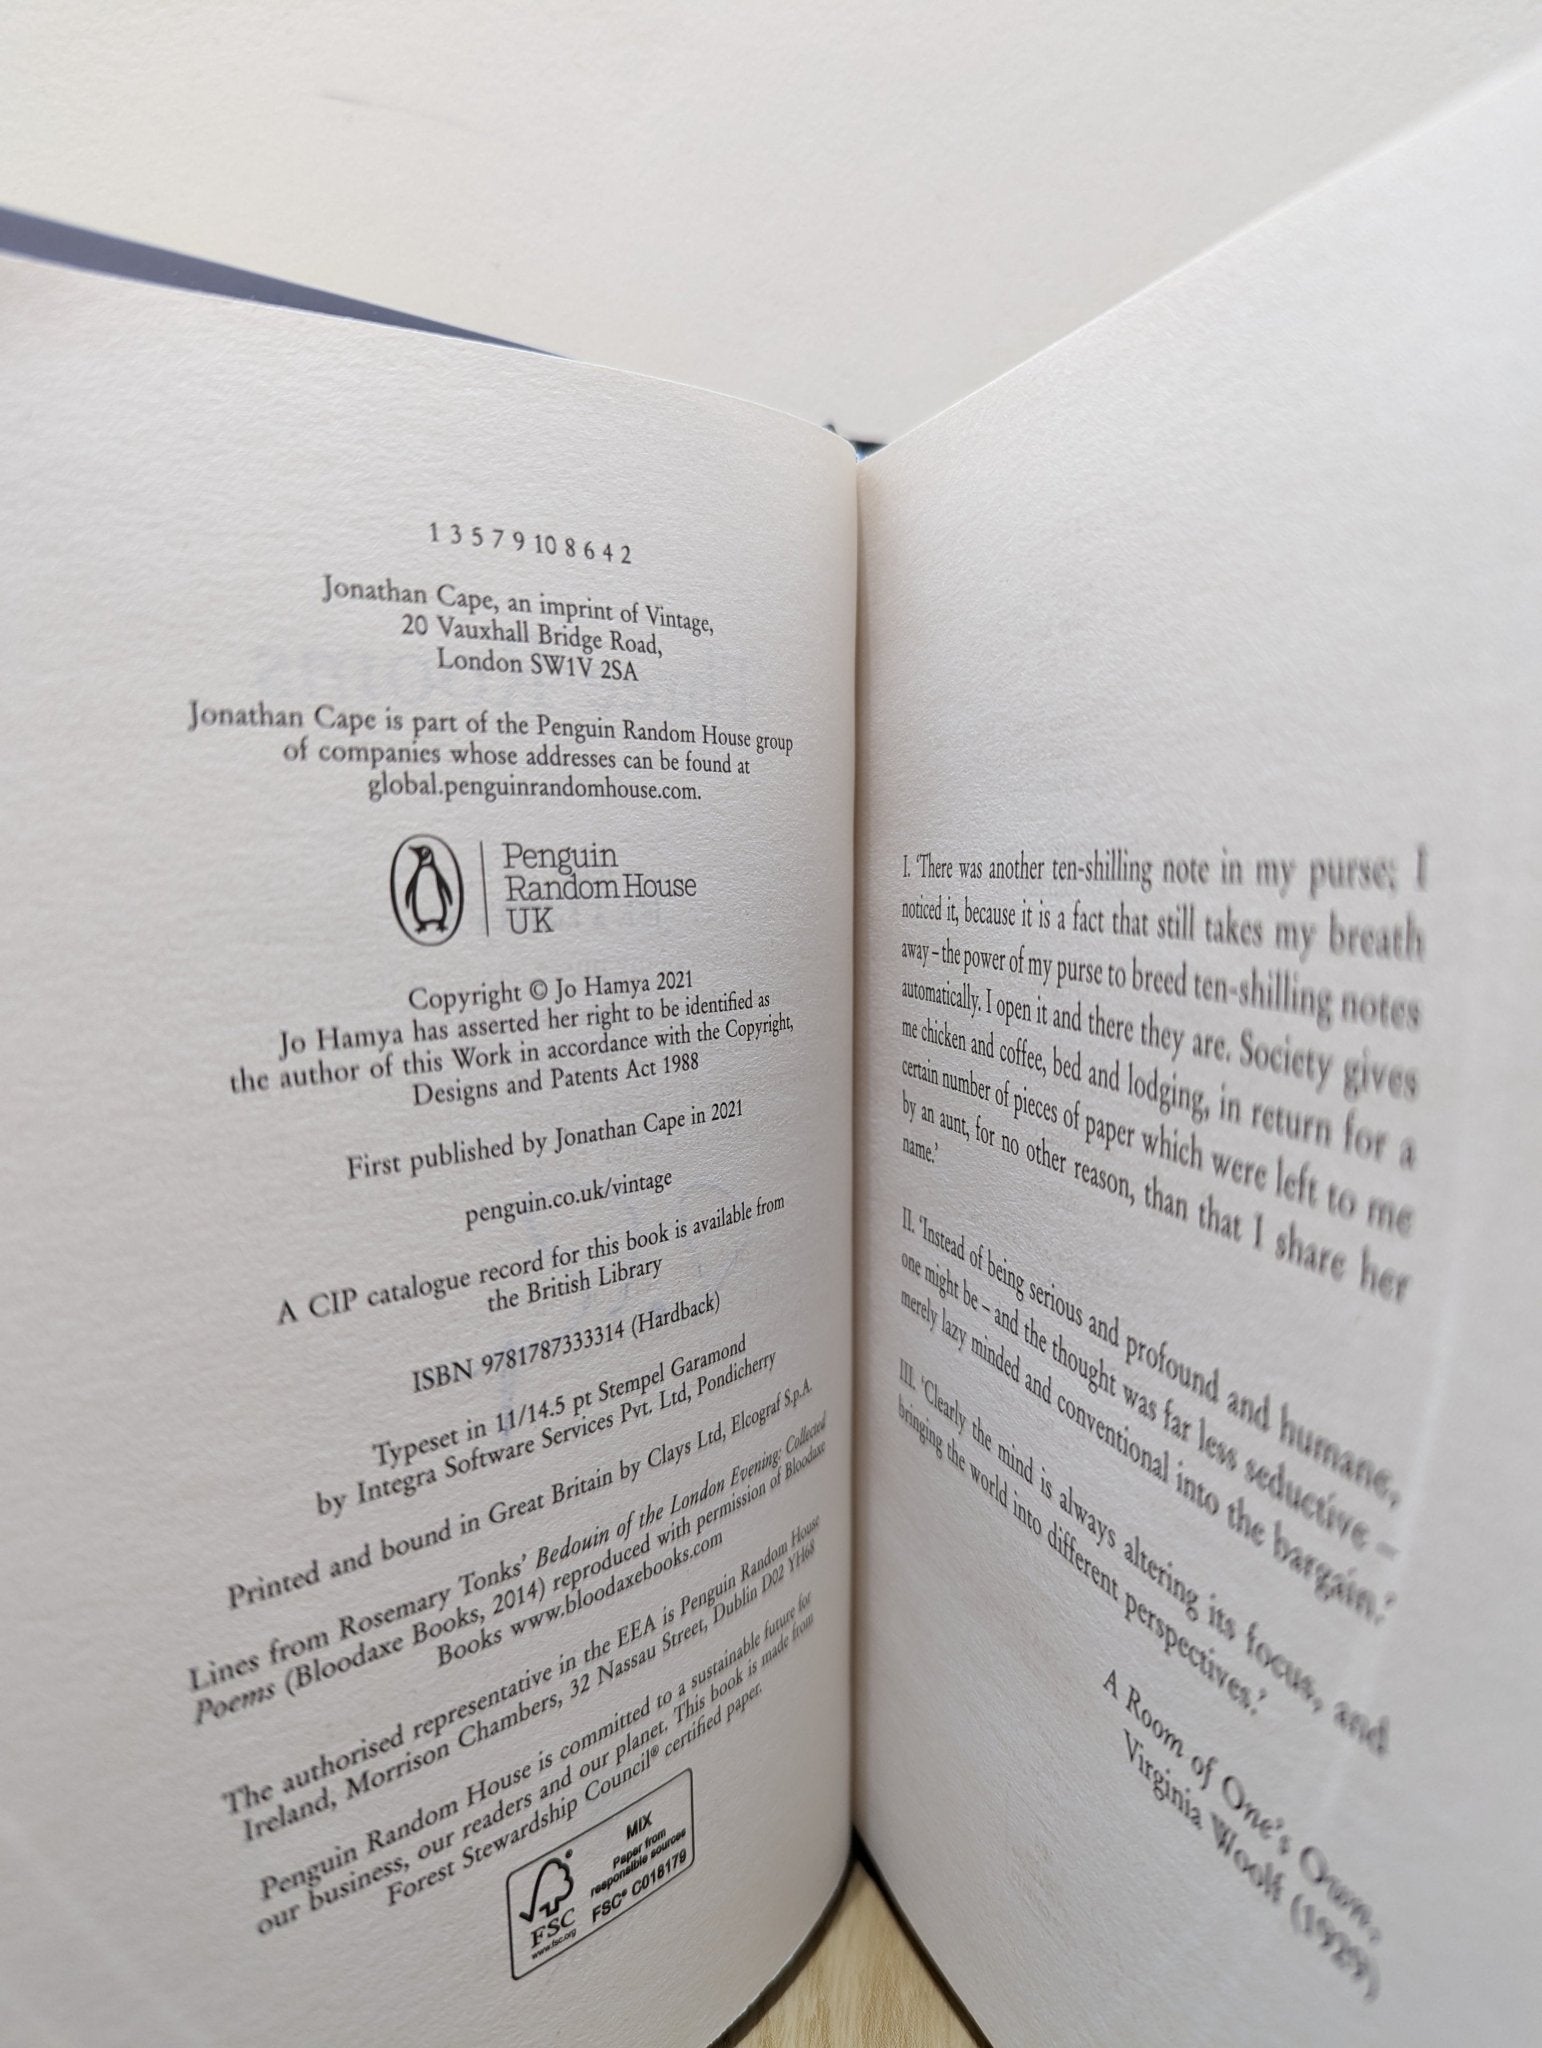 1 3 5 7 9 10 8 6 4 2
Jonathan Cape, an imprint of Vintage,
20 Vauxhall Bridge Road,
London SW1V 2SA
Jonathan Cape is part of the Penguin Random House group
of companies whose addresses can be found at
global.penguinrandomhouse.com.
Penguin
Random House
UK
Copyright © Jo Hamya 2021
Jo Hamya has asserted her right to be identified as
the author of this Work in accordance with the Copyright,
Designs and Patents Act 1988
First published by Jonathan Cape in 2021
penguin.co.uk/vintage
A CIP catalogue record for this book is available from
the British Library
ISBN 9781787333314 (Hardback)
Typeset in 11/14.5 pt Stempel Garamond
by Integra Software Services Pvt. Ltd, Pondicherry
Printed and bound in Great Britain by Clays Ltd, Elcograf S.p.A.
Lines from Rosemary Tonks' Bedouin of the London Evening: Collected
Poems (Bloodaxe Books, 2014) reproduced with permission of Bloodaxe
Books www.bloodaxebooks.com
The authorised representative in the EEA is Penguin Random House
Ireland, Morrison Chambers, 32 Nassau Street, Dublin D02 YH68
Penguin Random House is committed to a sustainable future for
our business, our readers and our planet. This book is made from
Forest Stewardship Council® certified paper.
MIX
Paper from
responsible sources
FSC® C018179
FSC
www.fsc.org
I. 'There was another ten-shilling note in my purse; I
noticed it, because it is a fact that still takes my breath
away – the power of my purse to breed ten-shilling notes
automatically. I open it and there they are. Society gives
me chicken and coffee, bed and lodging, in return for a
certain number of pieces of paper which were left to me
by an aunt, for no other reason, than that I share her
name.'
II. 'Instead of being serious and profound and humane,
one might be – and the thought was far less seductive –
merely lazy minded and conventional into the bargain.'
III. 'Clearly the mind is always altering its focus, and
bringing the world into different perspectives.'
A Room of One's Own,
Virginia Woolf (1929)